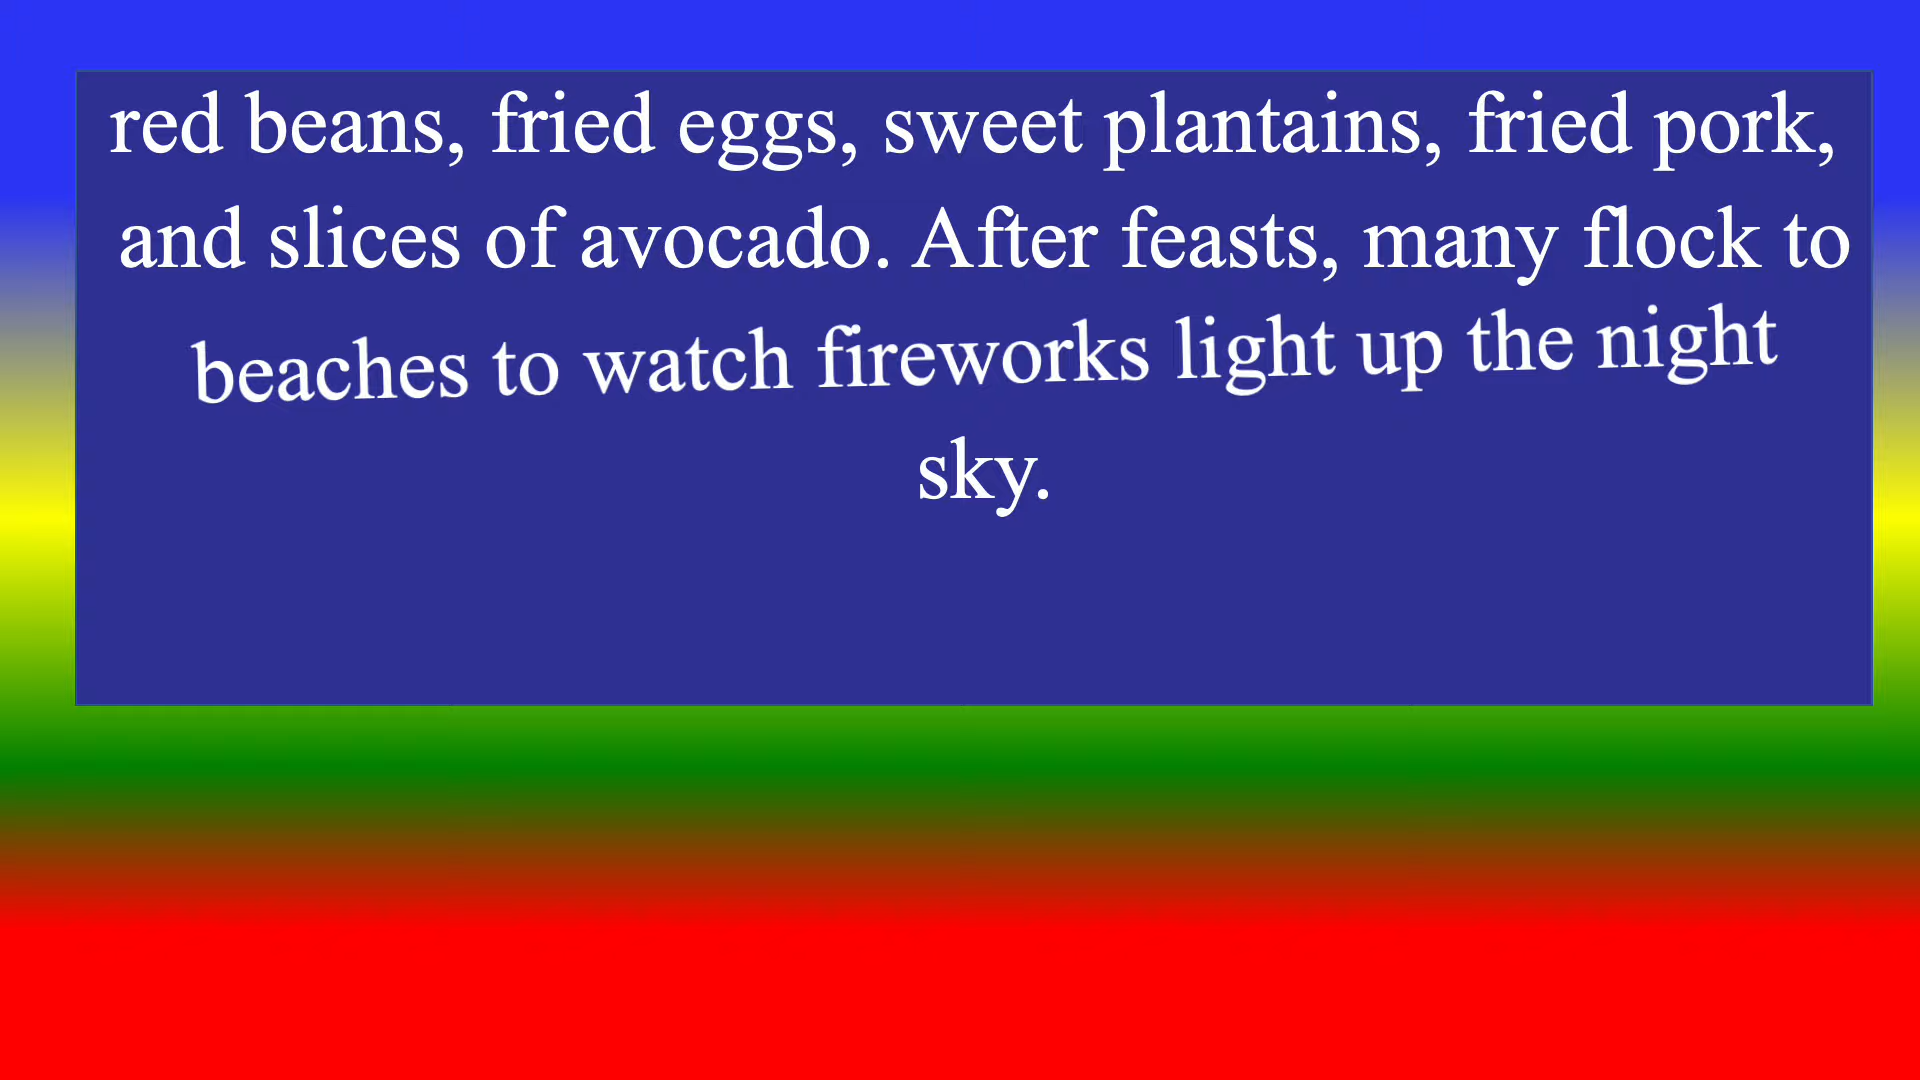 red beans, fried eggs, sweet plantains, fried pork,
and slices of avocado. After feasts, many flock to
beaches to watch fireworks light up the night
sky.